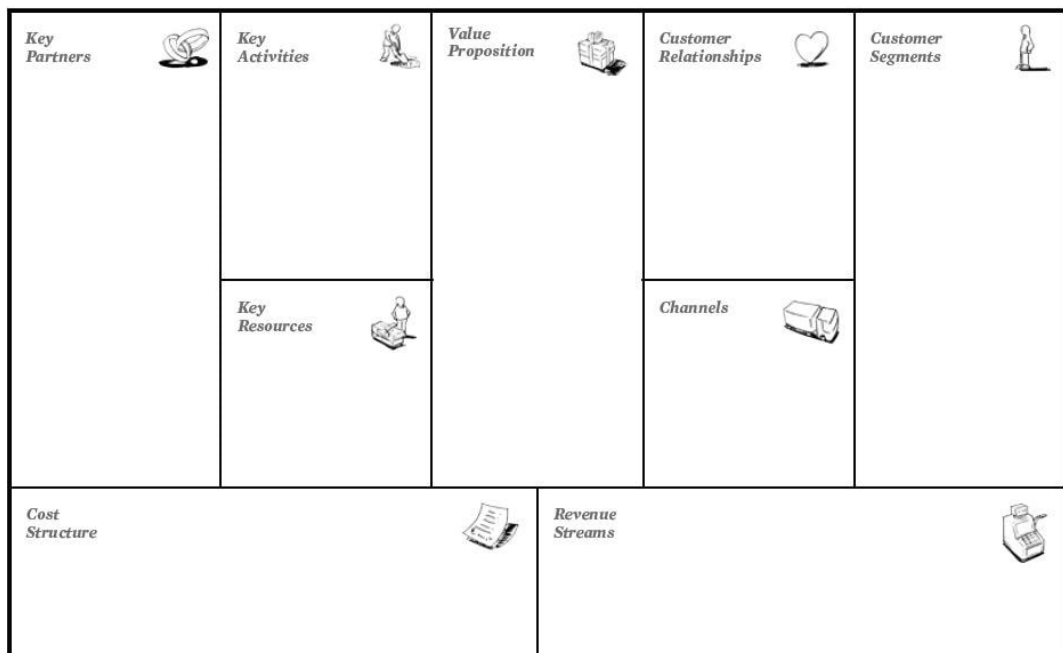 Key
Partners
Key
Activities
Value
Proposition
Customer
Relationships
Customer
Segments
Key
Resources
Channels
Cost
Structure
Revenue
Streams